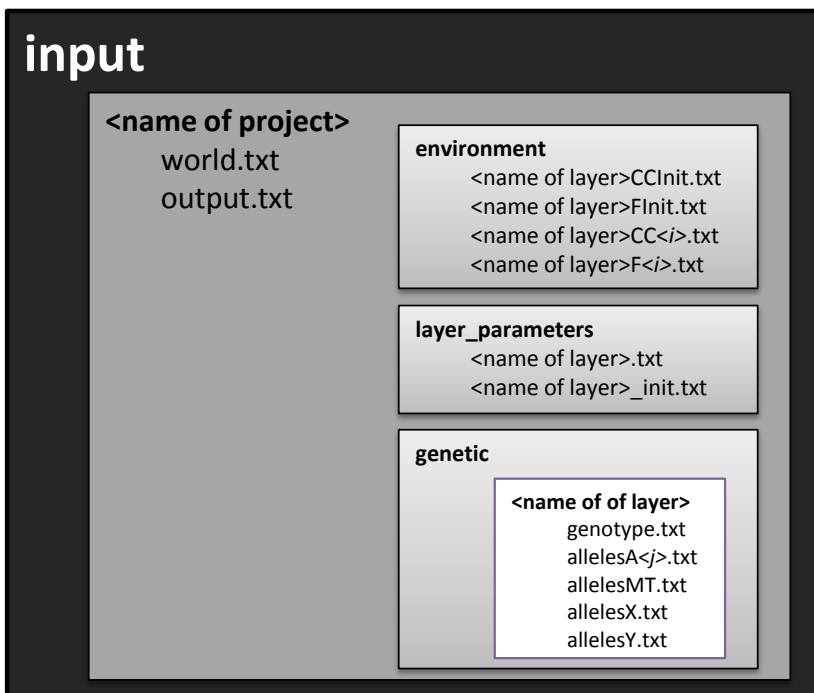 input
<name of project>
world.txt
output.txt
environment
<name of layer>CCInit.txt
<name of layer>FInit.txt
<name of layer>CC<i>.txt
<name of layer>F<i>.txt
layer_parameters
<name of layer>.txt
<name of layer>_init.txt
genetic
<name of of layer>
genotype.txt
allelesA<j>.txt
allelesMT.txt
allelesX.txt
allelesY.txt